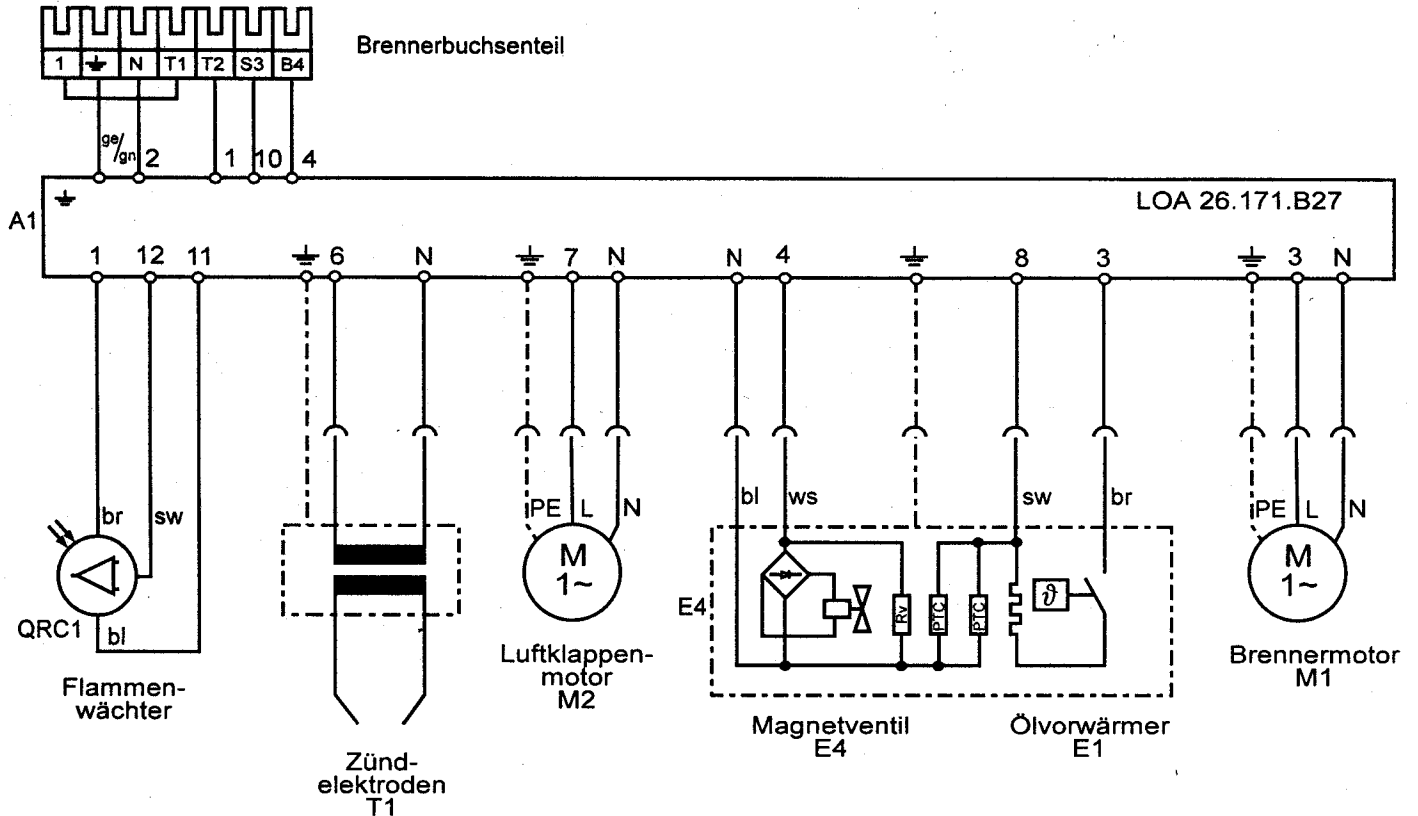 Brennerbuchsenteil
1 N T1 T2 S3 B4
ge/gn 2 1 10 4
LOA 26.171.B27
A1
1 12 11 6 N 7 N N 4 8 3 3 N
bl ws sw br
br sw PE L N PE L N
M 1~
M 1~
E4
Rv PTC PTC ϑ
QRC1
bl
Flammen-
wächter
Zünd-
elektroden
T1
Luftklappen-
motor
M2
Magnetventil
E4
Ölvorwärmer
E1
Brennermotor
M1